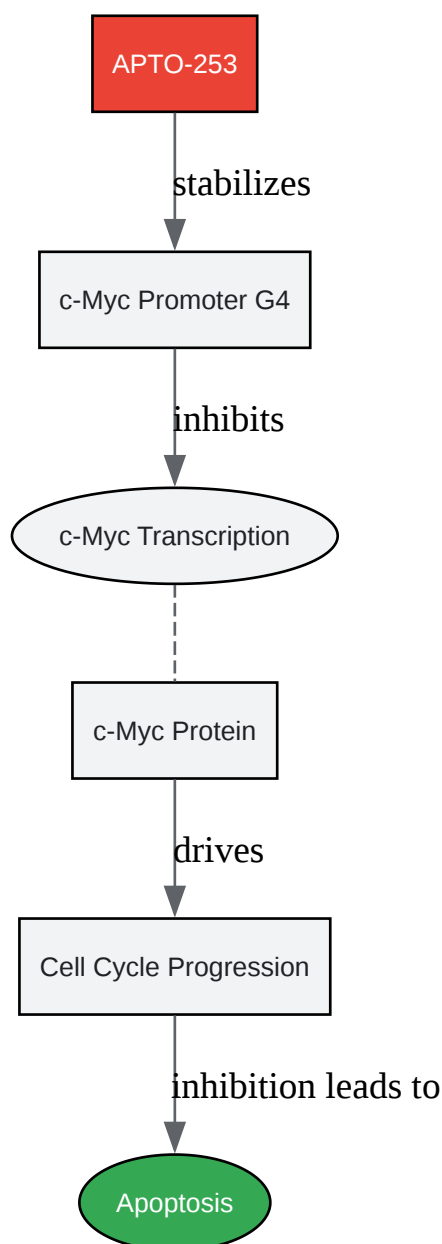 APTO-253
stabilizes
c-Myc Promoter G4
inhibits
c-Myc Transcription
c-Myc Protein
drives
Cell Cycle Progression
inhibition leads to
Apoptosis